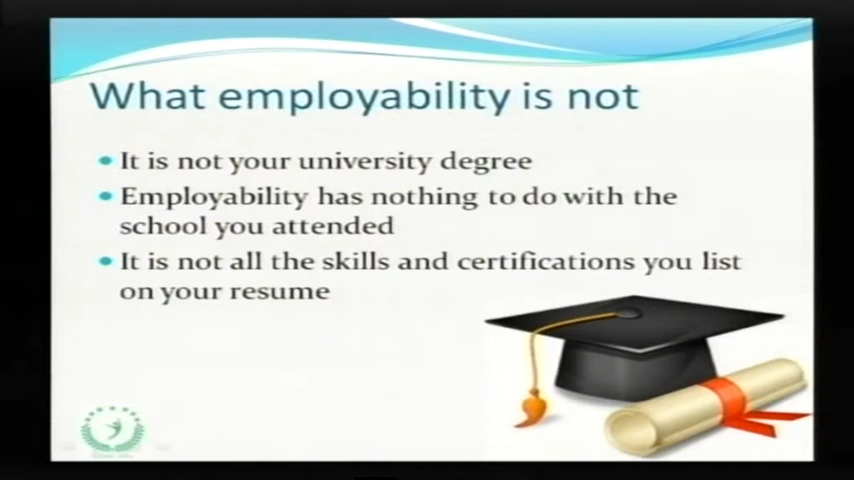 What employability is not
It is not your university degree
Employability has nothing to do with the
school you attended
It is not all the skills and certifications you list
on your resume